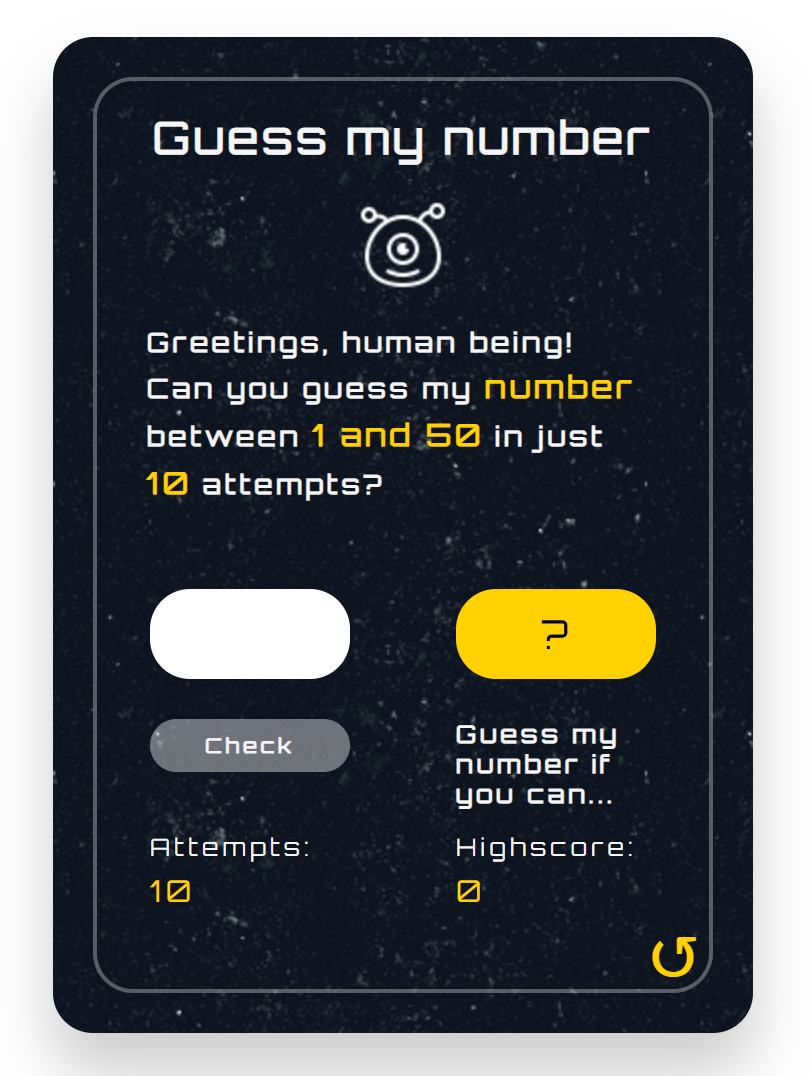 Guess my number
Greetings, human being!
Can you guess my number
between 1 and 50 in just
10 attempts?
?
Check
Guess my
number if
you can...
Attempts:
10
Highscore:
0